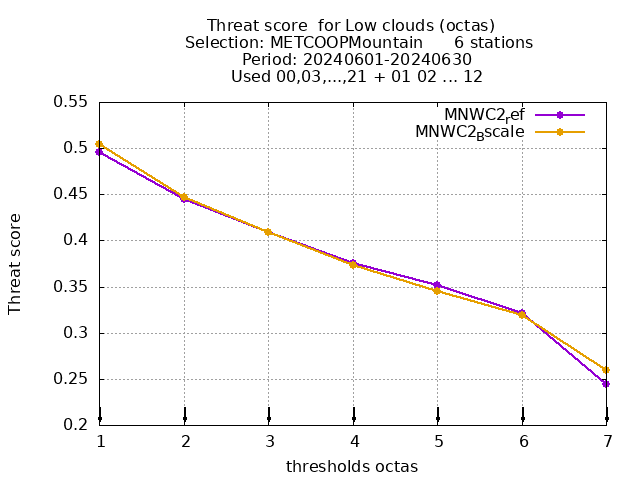 Threat score  for Low clouds (octas)
Selection: METCOOPMountain      6 stations
Period: 20240601-20240630
Used 00,03,...,21 + 01 02 ... 12
MNWC2ref
MNWC2Bscale
0.55
0.5
0.45
0.4
0.35
0.3
0.25
0.2
Threat score
1 2 3 4 5 6 7
thresholds octas